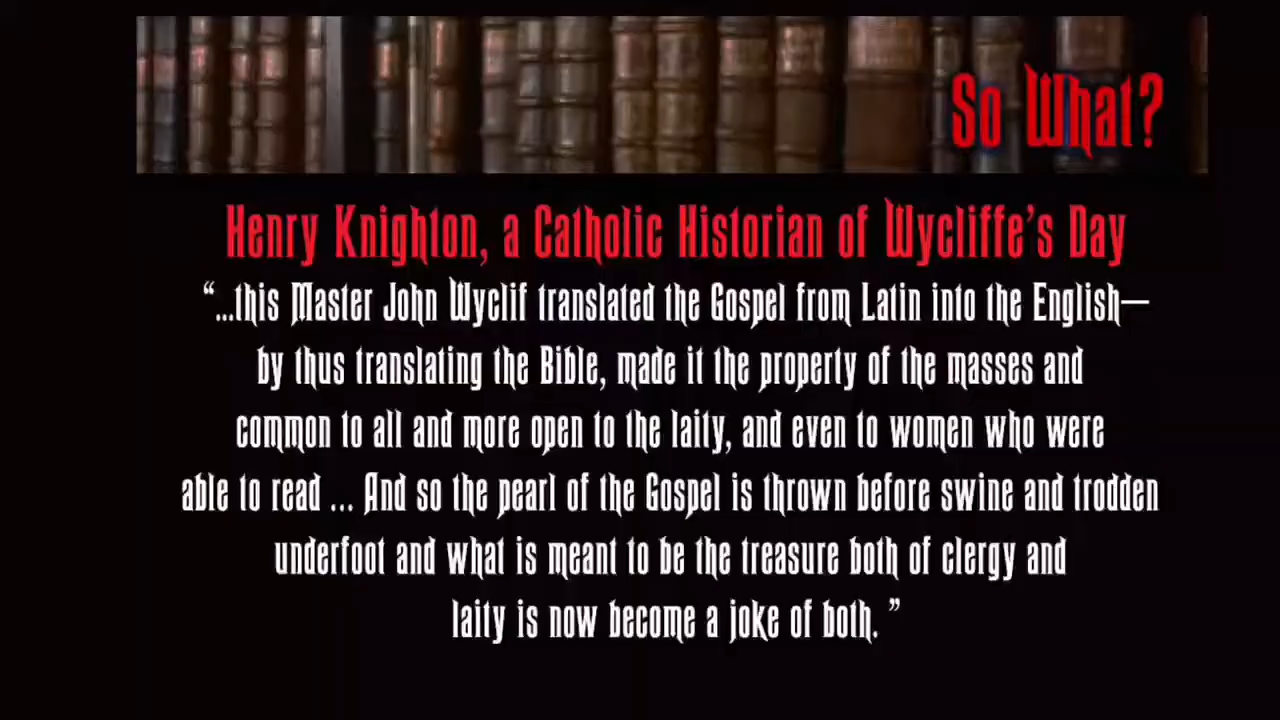 So What?
Henry Knighton, a Catholic Historian of Wycliffe's Day
“...this Master John Wyclif translated the Gospel from Latin into the English—
by thus translating the Bible, made it the property of the masses and
common to all and more open to the laity, and even to women who were
able to read ... And so the pearl of the Gospel is thrown before swine and trodden
underfoot and what is meant to be the treasure both of clergy and
laity is now become a joke of both. ”